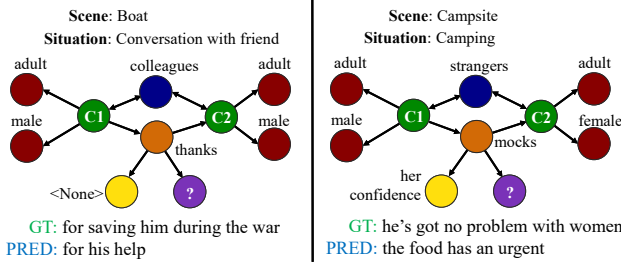 Scene: Boat
Situation: Conversation with friend
adult
colleagues
adult
C1
C2
male
male
thanks
<None>
?
GT: for saving him during the war
PRED: for his help
Scene: Campsite
Situation: Camping
adult
strangers
adult
C1
C2
male
female
mocks
her
confidence
?
GT: he's got no problem with women
PRED: the food has an urgent